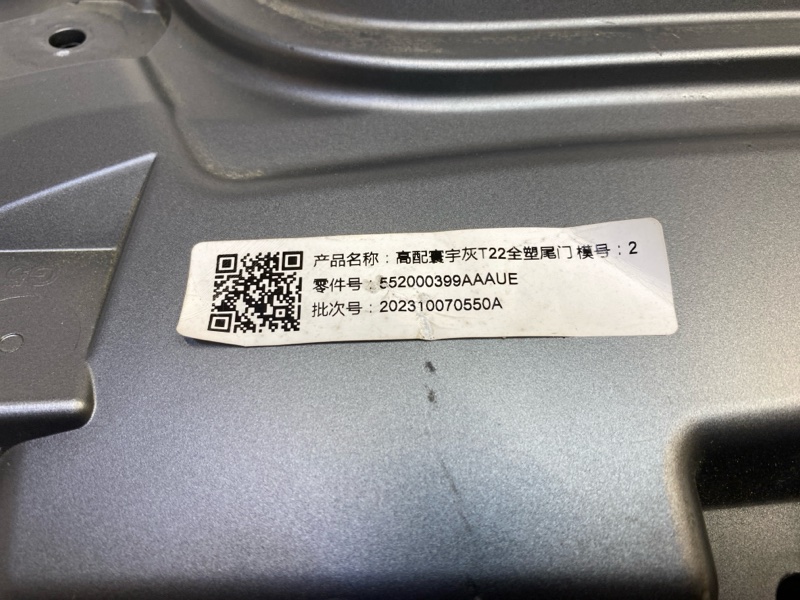 产品名称：高配寰宇灰T22全塑尾门 模号：2
零件号：552000399AAAUE
批次号：202310070550A